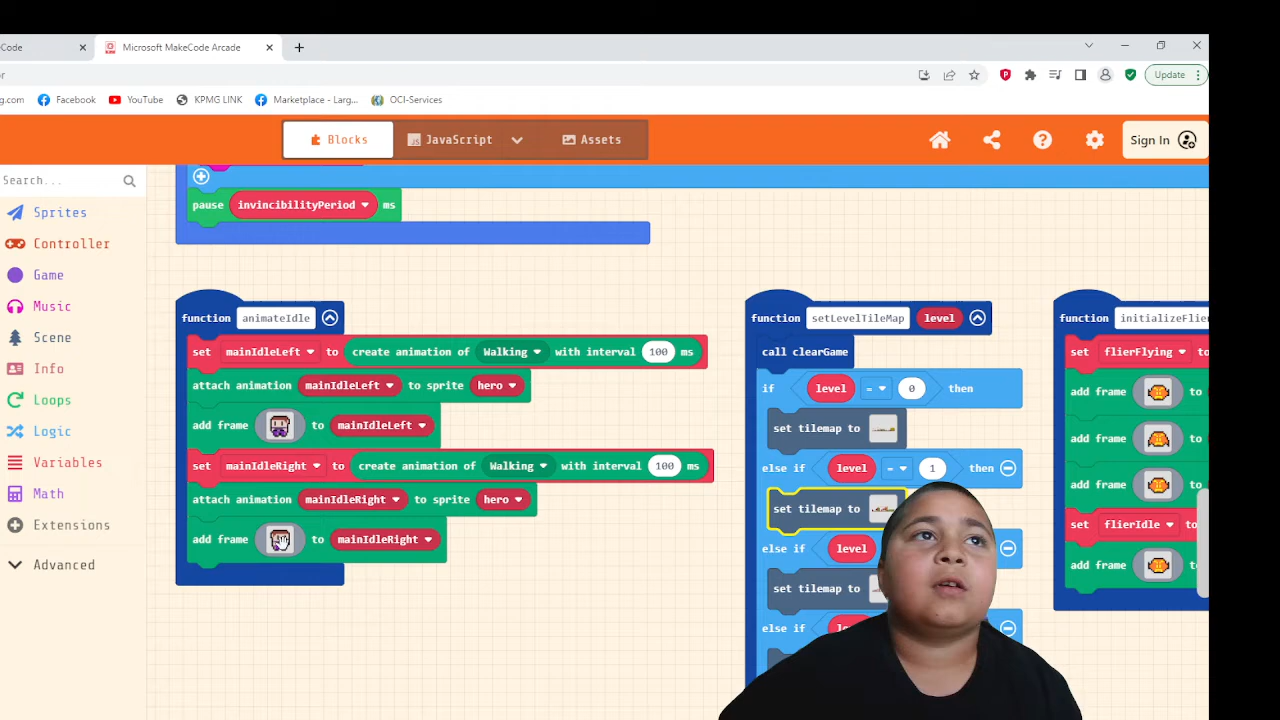 Code
Microsoft MakeCode Arcade
or
Update
g.com
Facebook
YouTube
KPMG LINK
Marketplace - Larg...
OCI-Services
Blocks
JavaScript
Assets
Sign In
Search...
Sprites
Controller
Game
Music
Scene
Info
Loops
Logic
Variables
Math
Extensions
Advanced
pause invincibilityPeriod ms
function animateIdle
set mainIdleLeft to create animation of Walking with interval 100 ms
attach animation mainIdleLeft to sprite hero
add frame to mainIdleLeft
set mainIdleRight to create animation of Walking with interval 100 ms
attach animation mainIdleRight to sprite hero
add frame to mainIdleRight
function setLevelTileMap level
call clearGame
if level = 0 then
set tilemap to
else if level = 1 then
set tilemap to
else if level
set tilemap to
else if
function initializeFlier
set flierFlying to
add frame to
add frame to
add frame to
set flierIdle to
add frame to